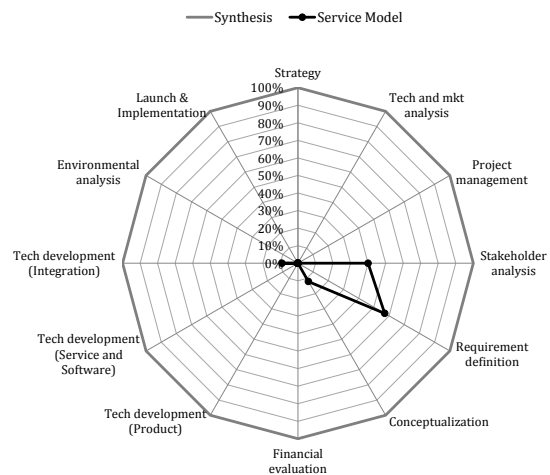 Synthesis Service Model
Strategy
Tech and mkt
analysis
Project
management
Stakeholder
analysis
Requirement
definition
Conceptualization
Financial
evaluation
Tech development
(Product)
Tech development
(Service and
Software)
Tech development
(Integration)
Environmental
analysis
Launch &
Implementation
100%
90%
80%
70%
60%
50%
40%
30%
20%
10%
0%